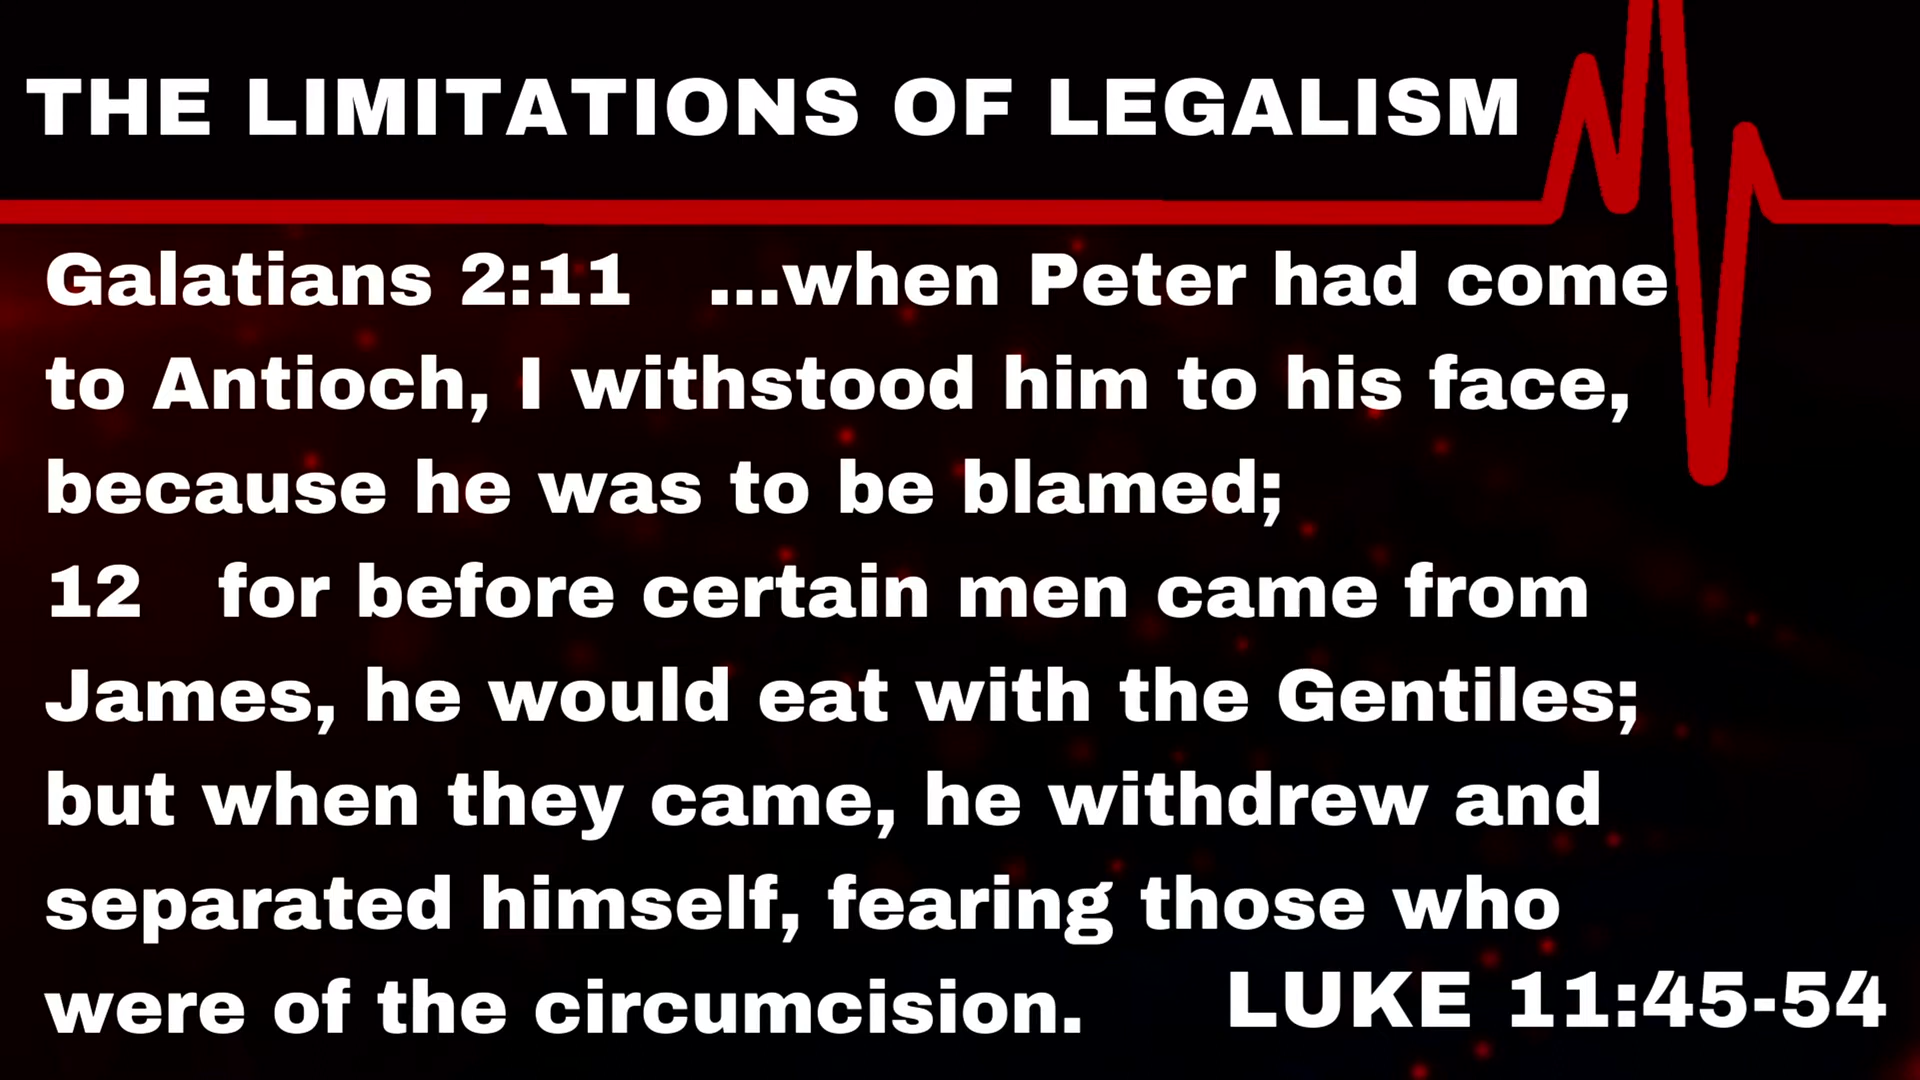 THE LIMITATIONS OF LEGALISM
Galatians 2:11 ...when Peter had come
to Antioch, I withstood him to his face,
because he was to be blamed;
12 for before certain men came from
James, he would eat with the Gentiles;
but when they came, he withdrew and
separated himself, fearing those who
were of the circumcision.
LUKE 11:45-54